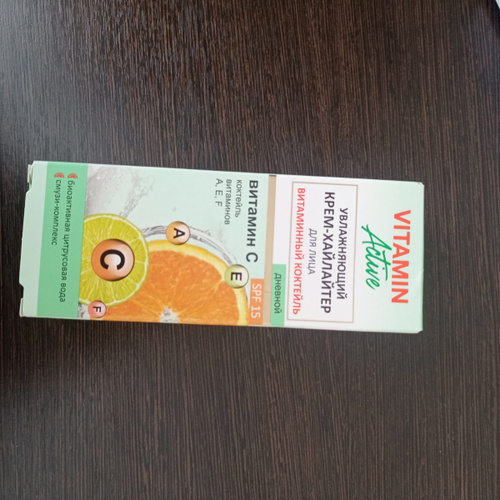 VITAMIN
Active
УВЛАЖНЯЮЩИЙ
КРЕМ-ХАЙЛАЙТЕР
ДЛЯ ЛИЦА
ВИТАМИННЫЙ КОКТЕЙЛЬ
дневной
SPF 15
ВИТАМИН C
КОКТЕЙЛЬ
ВИТАМИНОВ
A, E, F
A
E
C
F
биоактивная цитрусовая вода
смузи-комплекс